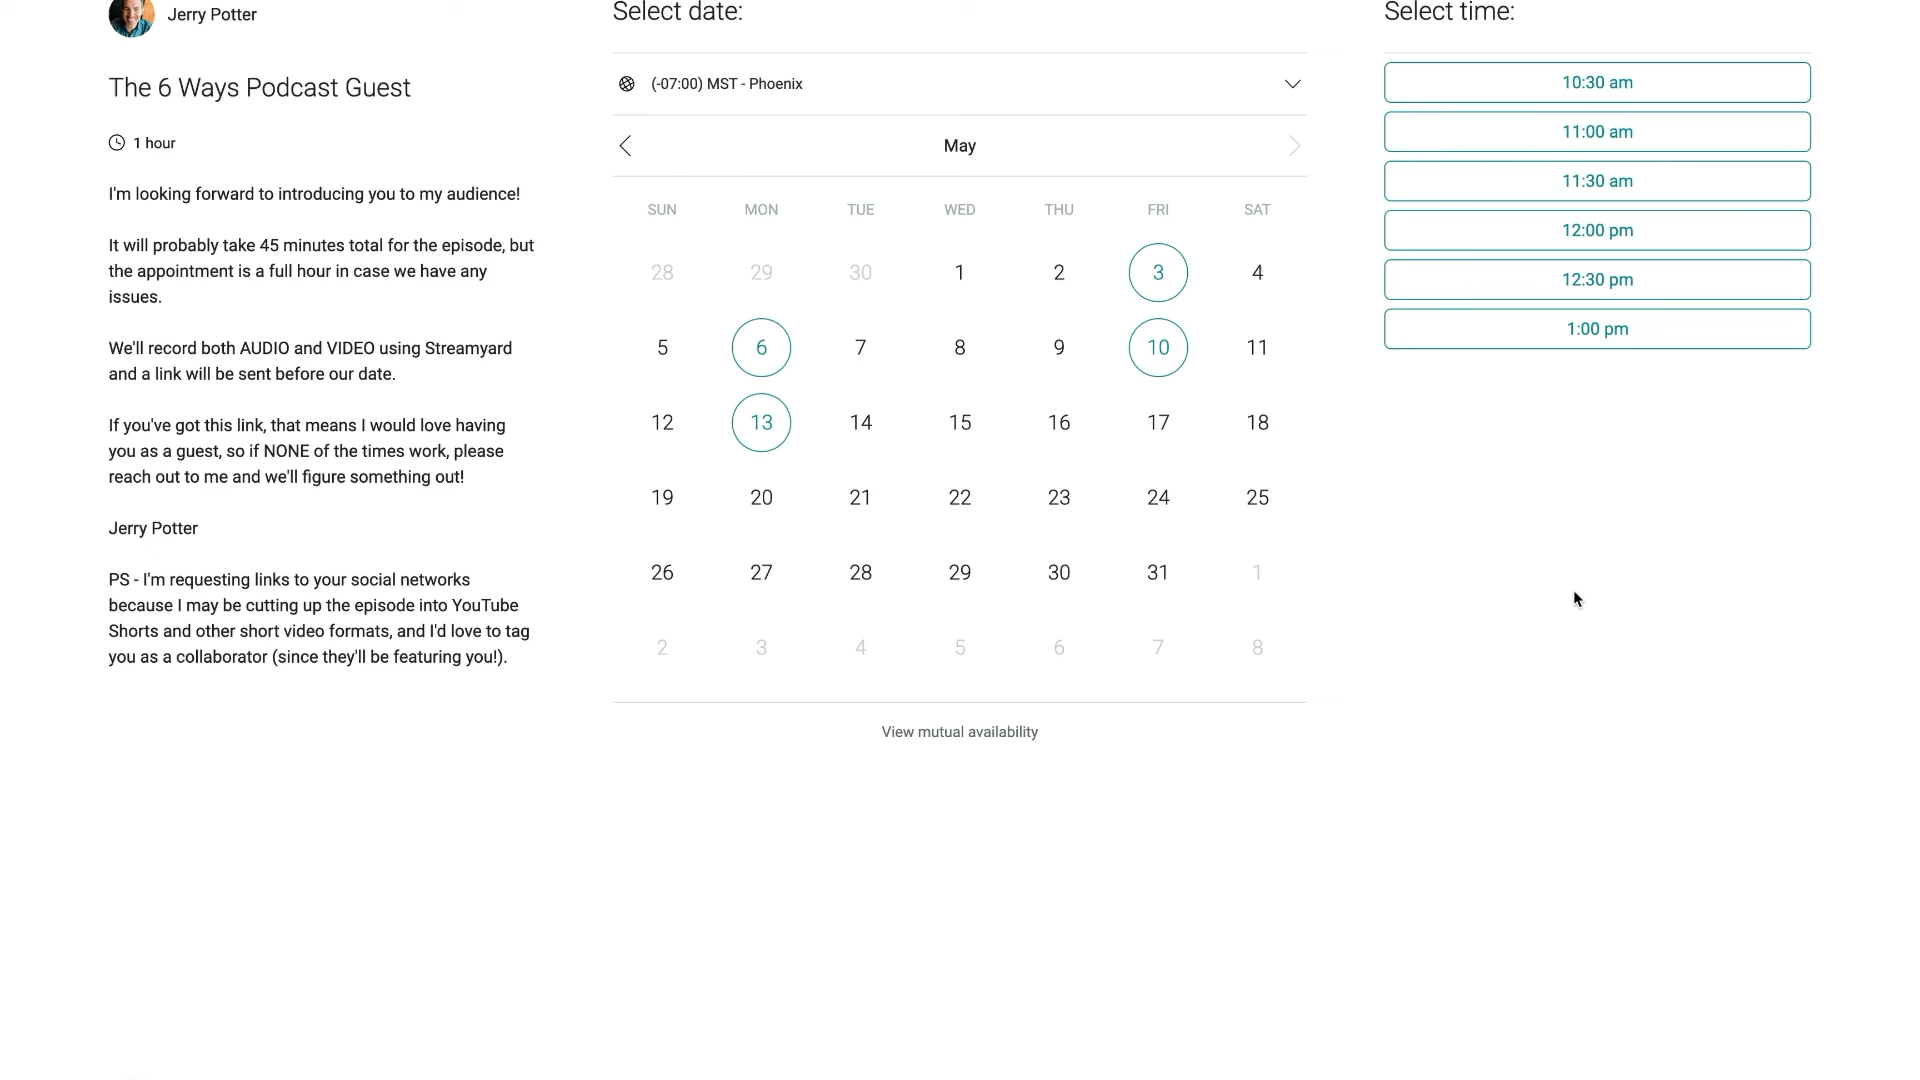 Jerry Potter
The 6 Ways Podcast Guest
1 hour
I'm looking forward to introducing you to my audience!
It will probably take 45 minutes total for the episode, but
the appointment is a full hour in case we have any
issues.
We'll record both AUDIO and VIDEO using Streamyard
and a link will be sent before our date.
If you've got this link, that means I would love having
you as a guest, so if NONE of the times work, please
reach out to me and we'll figure something out!
Jerry Potter
PS - I'm requesting links to your social networks
because I may be cutting up the episode into YouTube
Shorts and other short video formats, and I'd love to tag
you as a collaborator (since they'll be featuring you!).
Select date:
(-07:00) MST - Phoenix
May
SUN MON TUE WED THU FRI SAT
28 29 30 1 2 3 4
5 6 7 8 9 10 11
12 13 14 15 16 17 18
19 20 21 22 23 24 25
26 27 28 29 30 31 1
2 3 4 5 6 7 8
View mutual availability
Select time:
10:30 am
11:00 am
11:30 am
12:00 pm
12:30 pm
1:00 pm